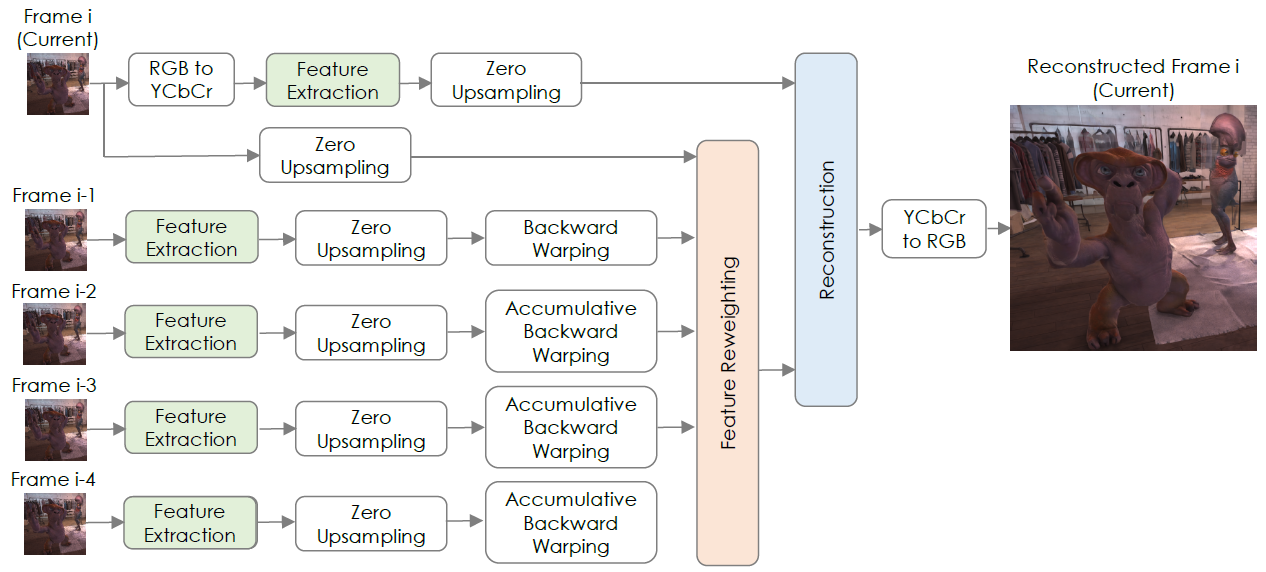 Frame i
(Current)
RGB to
YCbCr
Feature
Extraction
Zero
Upsampling
Zero
Upsampling
Frame i-1
Feature
Extraction
Zero
Upsampling
Backward
Warping
Frame i-2
Feature
Extraction
Zero
Upsampling
Accumulative
Backward
Warping
Frame i-3
Feature
Extraction
Zero
Upsampling
Accumulative
Backward
Warping
Frame i-4
Feature
Extraction
Zero
Upsampling
Accumulative
Backward
Warping
Feature Reweighting
Reconstruction
YCbCr
to RGB
Reconstructed Frame i
(Current)